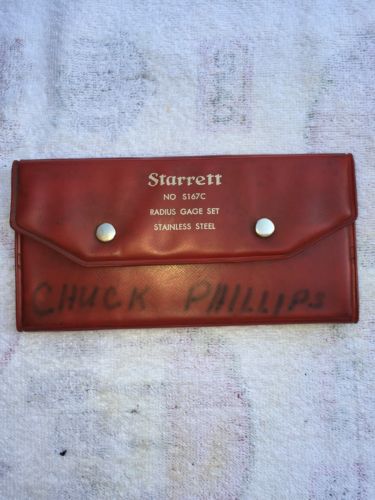 Starrett
NO S167C
RADIUS GAGE SET
STAINLESS STEEL
CHUCK PHILLIPS